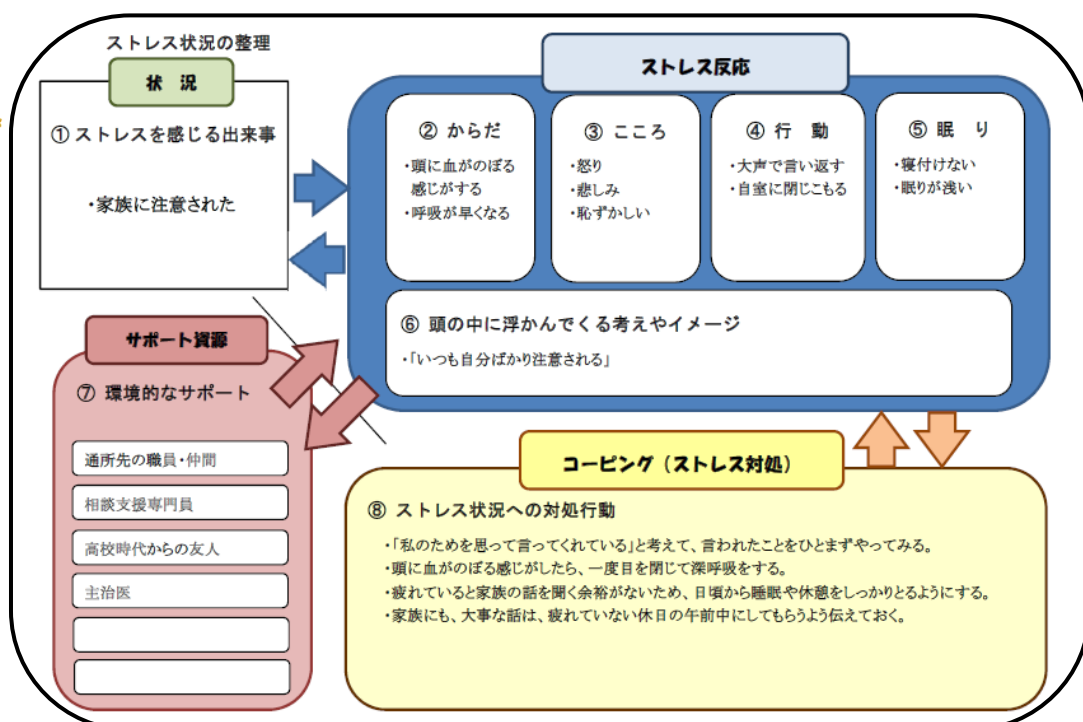 ストレス状況の整理
状　況
① ストレスを感じる出来事
・家族に注意された
ストレス反応
② からだ
・頭に血がのぼる
感じがする
・呼吸が早くなる
③ こころ
・怒り
・悲しみ
・恥ずかしい
④ 行　動
・大声で言い返す
・自室に閉じこもる
⑤ 眠　り
・寝付けない
・眠りが浅い
⑥ 頭の中に浮かんでくる考えやイメージ
・「いつも自分ばかり注意される」
サポート資源
⑦ 環境的なサポート
通所先の職員・仲間
相談支援専門員
高校時代からの友人
主治医
コーピング（ストレス対処）
⑧ ストレス状況への対処行動
・「私のためを思って言ってくれている」と考えて、言われたことをひとまずやってみる。
・頭に血がのぼる感じがしたら、一度目を閉じて深呼吸をする。
・疲れていると家族の話を聞く余裕がないため、日頃から睡眠や休憩をしっかりとるようにする。
・家族にも、大事な話は、疲れていない休日の午前中にしてもらうよう伝えておく。